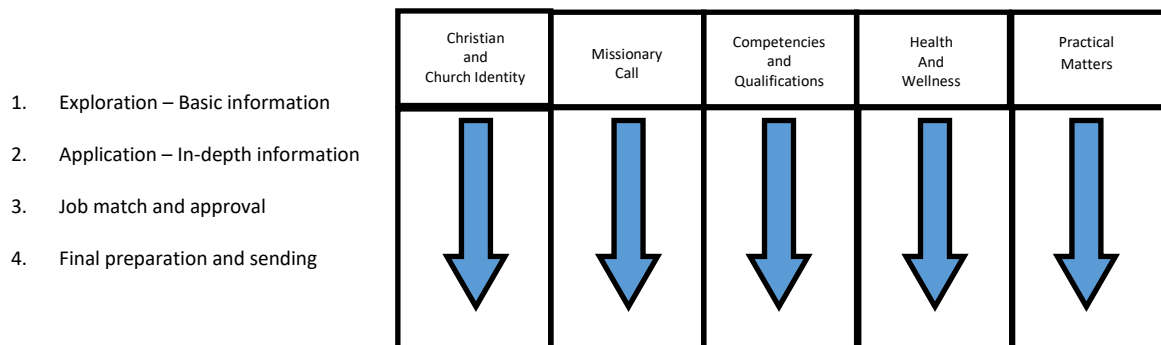 Christian
and
Church Identity
Missionary
Call
Competencies
and
Qualifications
Health
And
Wellness
Practical
Matters
1. Exploration – Basic information
2. Application – In-depth information
3. Job match and approval
4. Final preparation and sending